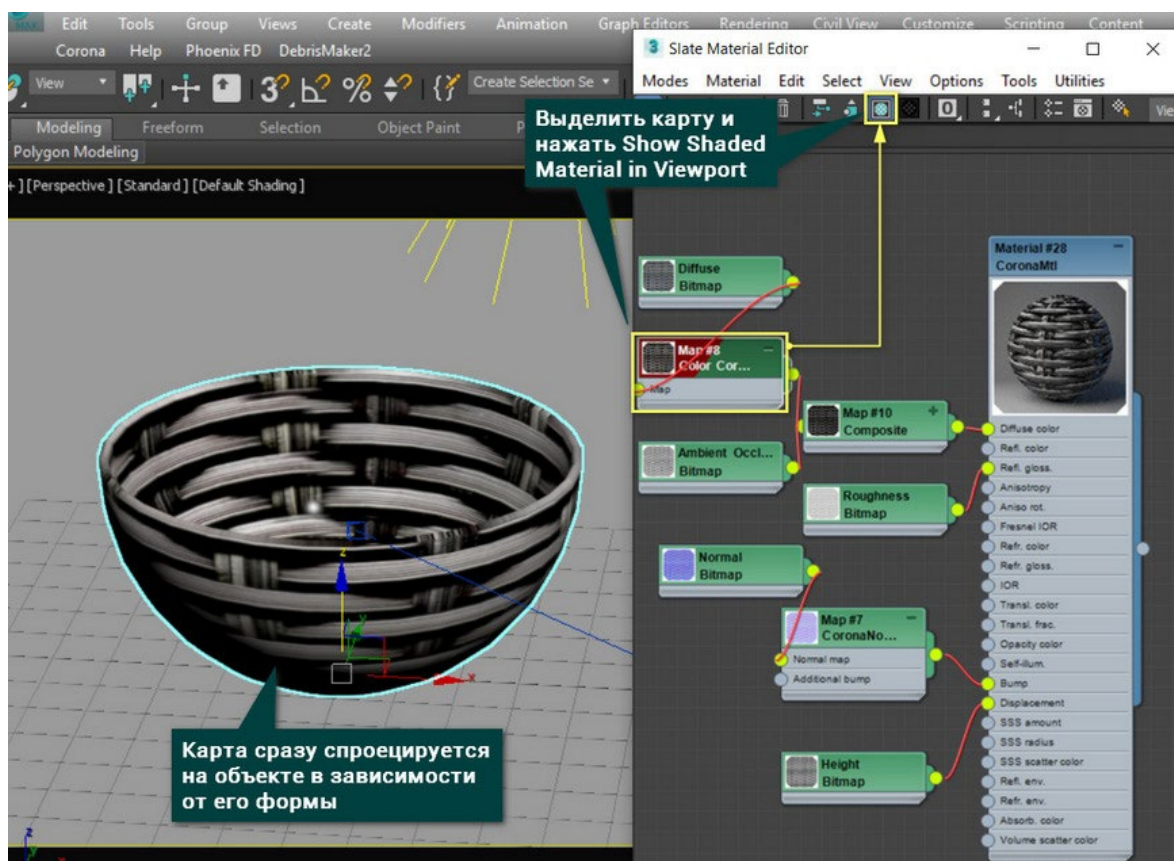 Edit Tools Group Views Create Modifiers Animation Graph Editors Rendering Civil View Customize Scripting Content
MAX
Corona Help Phoenix FD DebrisMaker2
3 Slate Material Editor
Modes Material Edit Select View Options Tools Utilities
View
3
%
Create Selection Se
0
Modeling Freeform Selection Object Paint P
Polygon Modeling
+ ] [Perspective ] [Standard ] [Default Shading ]
Выделить карту и
нажать Show Shaded
Material in Viewport
Diffuse
Bitmap
Map #8
Color Cor...
Map
Ambient Occl...
Bitmap
Map #10
Composite
Roughness
Bitmap
Normal
Bitmap
Map #7
CoronaNo...
Normal map
Additional bump
Height
Bitmap
Material #28
CoronaMtl
Diffuse color
Refl. color
Refl. gloss.
Anisotropy
Aniso rot.
Fresnel IOR
Refr. color
Refr. gloss.
IOR
Transl. color
Transl. frac.
Opacity color
Self-illum.
Bump
Displacement
SSS amount
SSS radius
SSS scatter color
Refl. env.
Refr. env.
Absorb. color
Volume scatter color
z
y
x
Карта сразу спроецируется
на объекте в зависимости
от его формы
z
y
x